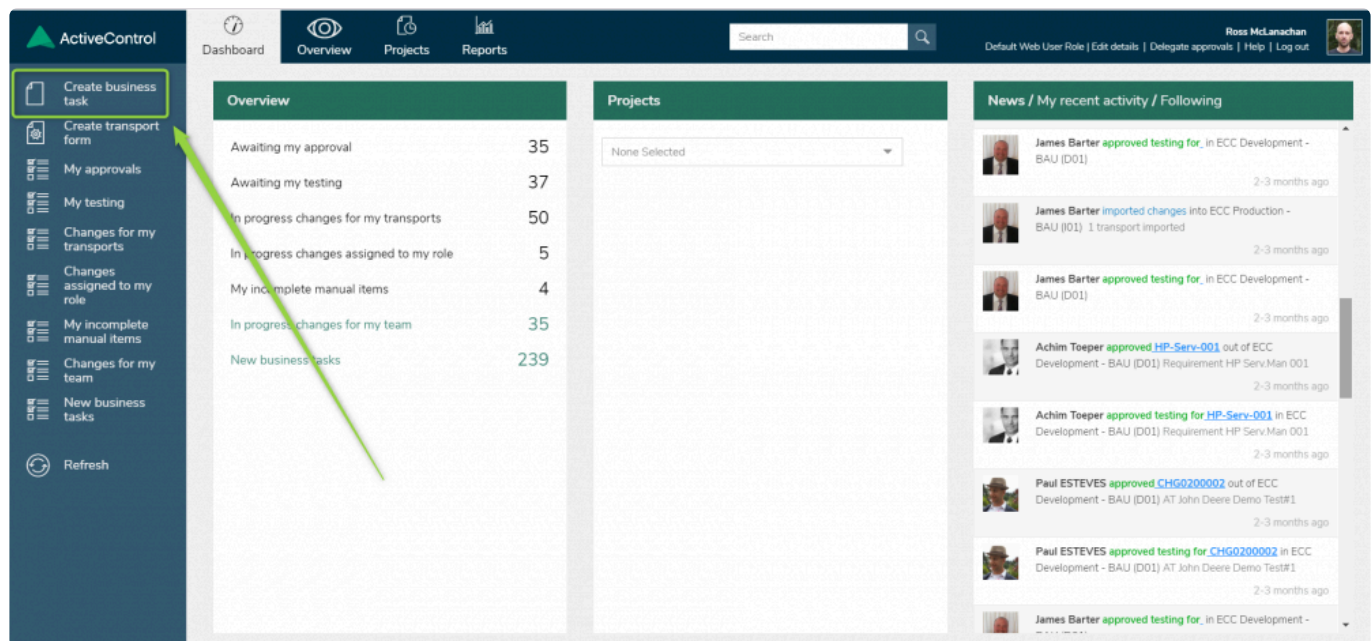 ActiveControl
Dashboard
Overview
Projects
Reports
Search
Ross McLanachan
Default Web User Role | Edit details | Delegate approvals | Help | Log out
Create business
task
Create transport
form
My approvals
My testing
Changes for my
transports
Changes
assigned to my
role
My incomplete
manual items
Changes for my
team
New business
tasks
Refresh
Overview
Awaiting my approval 35
Awaiting my testing 37
In progress changes for my transports 50
In progress changes assigned to my role 5
My incomplete manual items 4
In progress changes for my team 35
New business tasks 239
Projects
None Selected
News / My recent activity / Following
James Barter approved testing for in ECC Development -
BAU (D01)
2-3 months ago
James Barter imported changes into ECC Production -
BAU (I01) 1 transport imported
2-3 months ago
James Barter approved testing for in ECC Development -
BAU (D01)
2-3 months ago
Achim Toeper approved HP-Serv-001 out of ECC
Development - BAU (D01) Requirement HP Serv.Man 001
2-3 months ago
Achim Toeper approved testing for HP-Serv-001 in ECC
Development - BAU (D01) Requirement HP Serv.Man 001
2-3 months ago
Paul ESTEVES approved CHG0200002 out of ECC
Development - BAU (D01) AT John Deere Demo Test#1
2-3 months ago
Paul ESTEVES approved testing for CHG0200002 in ECC
Development - BAU (D01) AT John Deere Demo Test#1
2-3 months ago
James Barter approved testing for in ECC Development -